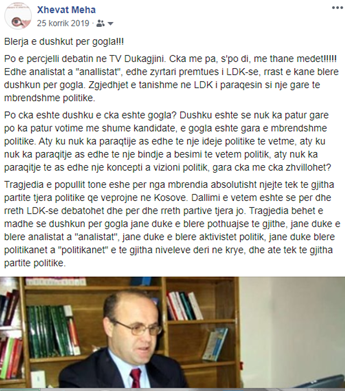 Xhevat Meha
25 korrik 2019
Blerja e dushkut per gogla!!!
Po e percjelli debatin ne TV Dukagjini. Cka me pa, s'po di, me thane medet!!!!!
Edhe analistat a "anallistat", edhe zyrtari premtues i LDK-se, rrast e kane blere
dushkun per gogla. Zgjedhjet e tanishme ne LDK i paraqesin si nje gare te
mbrendshme politike.
Po cka eshte dushku e cka eshte gogla? Dushku eshte se nuk ka patur gare
po ka patur votime me shume kandidate, e gogla eshte gara e mbrendshme
politike. Aty ku nuk ka paraqtije as edhe te nje ideje politike te vetme, aty ku
nuk ka paraqitje as edhe te nje bindje a besimi te vetem politik, aty ku nuk ka
paraqitje te as edhe nje koncepti a vizioni politik, gara cka me cka zhvillohet?
Tragjedia e popullit tone eshe per nga mbrendia absolutisht njejte tek te gjitha
partite tjera politike qe veprojne ne Kosove. Dallimi e vetem eshte se per dhe
rreth LDK-se debatohet dhe per dhe rreth partive tjera jo. Tragjedia behet e
madhe se dushkun per gogla jane duke e blere pothuajse te gjithe, jane duke e
blere analistat a "analistat", jane duke e blere aktivistet politik, jane duke blere
politikanet a "politikanet" e te gjitha niveleve deri ne krye, dhe ate tek te gjitha
partite politike.